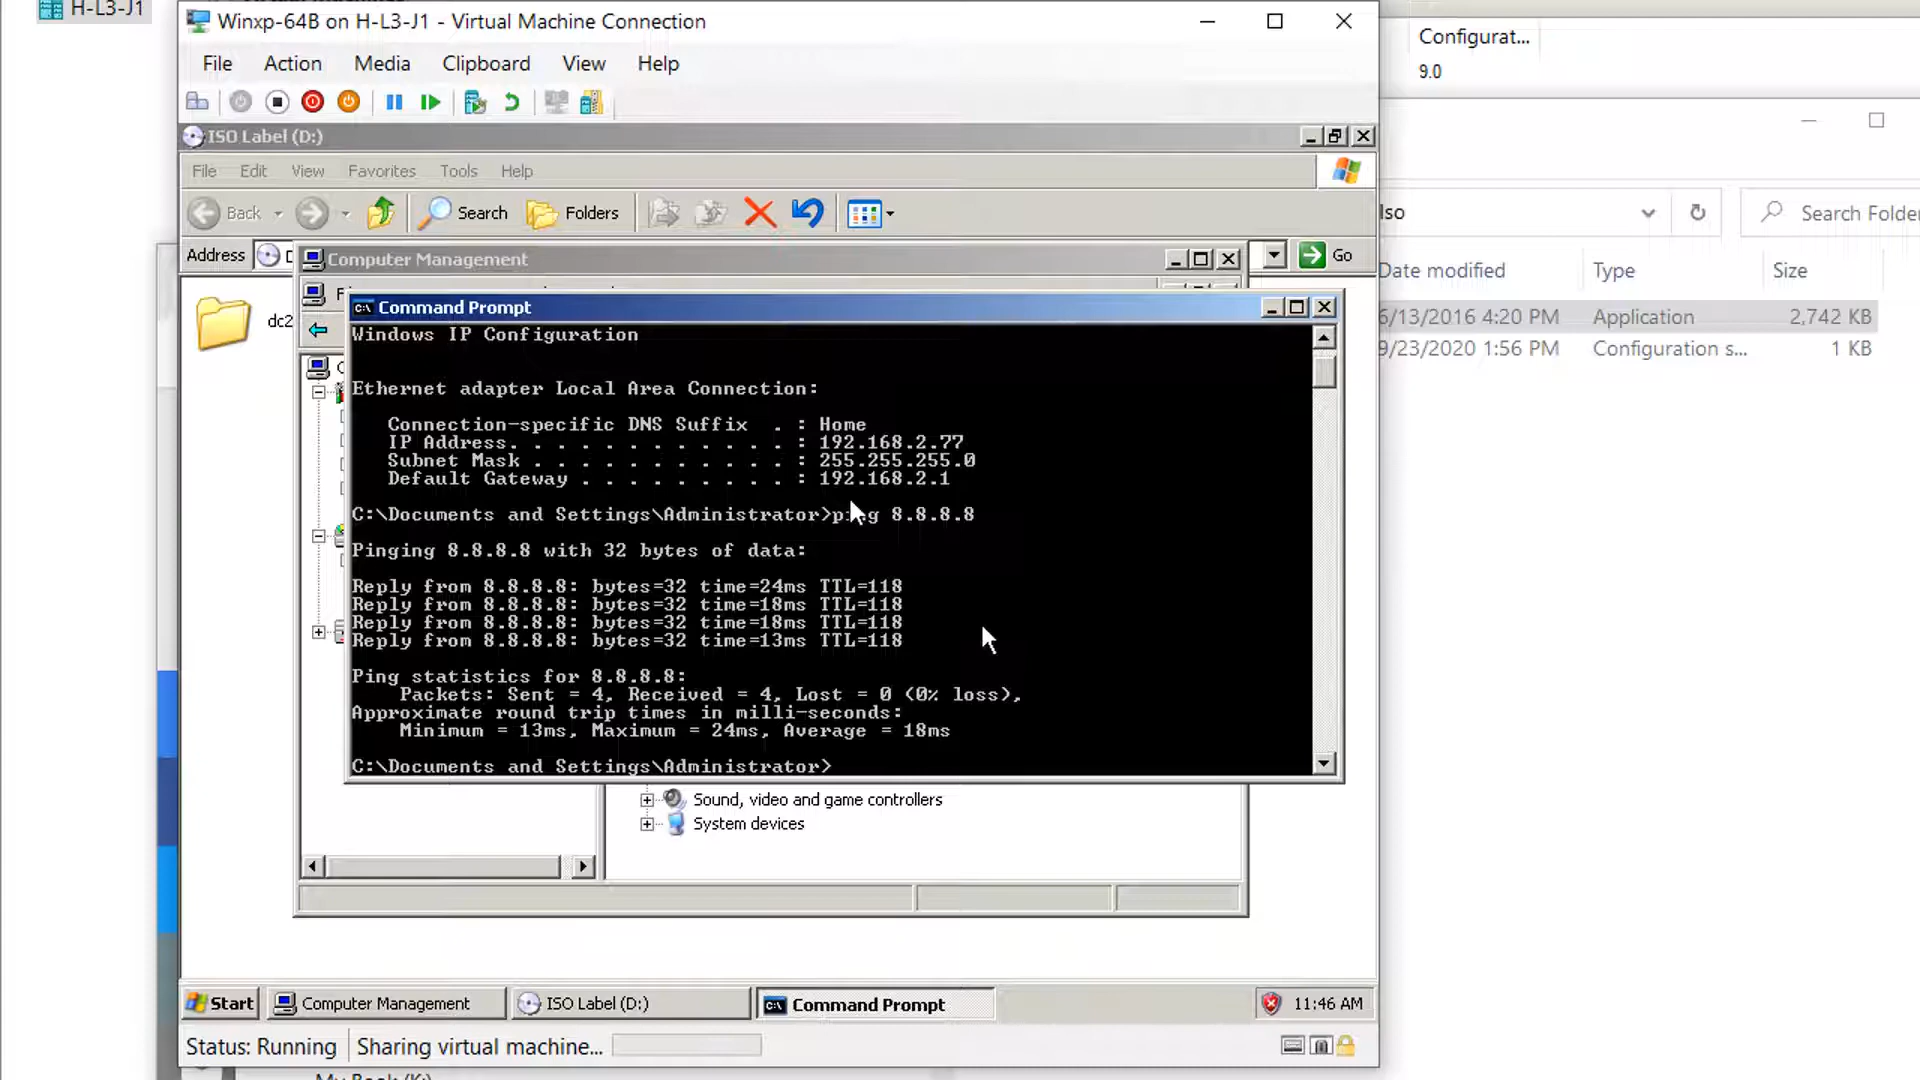 H-L3-J1
Winxp-64B on H-L3-J1 - Virtual Machine Connection
File Action Media Clipboard View Help
Configurat...
9.0
ISO Label (D:)
File Edit View Favorites Tools Help
Back Search Folders
Address Go
Iso
Search Folde
Computer Management
Date modified Type Size
6/13/2016 4:20 PM Application 2,742 KB
9/23/2020 1:56 PM Configuration s... 1 KB
dc2
Command Prompt
Windows IP Configuration
Ethernet adapter Local Area Connection:
Connection-specific DNS Suffix . : Home
IP Address. . . . . . . . . . . . : 192.168.2.77
Subnet Mask . . . . . . . . . . . : 255.255.255.0
Default Gateway . . . . . . . . . : 192.168.2.1
C:\Documents and Settings\Administrator>ping 8.8.8.8
Pinging 8.8.8.8 with 32 bytes of data:
Reply from 8.8.8.8: bytes=32 time=24ms TTL=118
Reply from 8.8.8.8: bytes=32 time=18ms TTL=118
Reply from 8.8.8.8: bytes=32 time=18ms TTL=118
Reply from 8.8.8.8: bytes=32 time=13ms TTL=118
Ping statistics for 8.8.8.8:
Packets: Sent = 4, Received = 4, Lost = 0 (0% loss),
Approximate round trip times in milli-seconds:
Minimum = 13ms, Maximum = 24ms, Average = 18ms
C:\Documents and Settings\Administrator>
Sound, video and game controllers
System devices
Start Computer Management ISO Label (D:) Command Prompt 11:46 AM
Status: Running Sharing virtual machine...
My Book (K:)